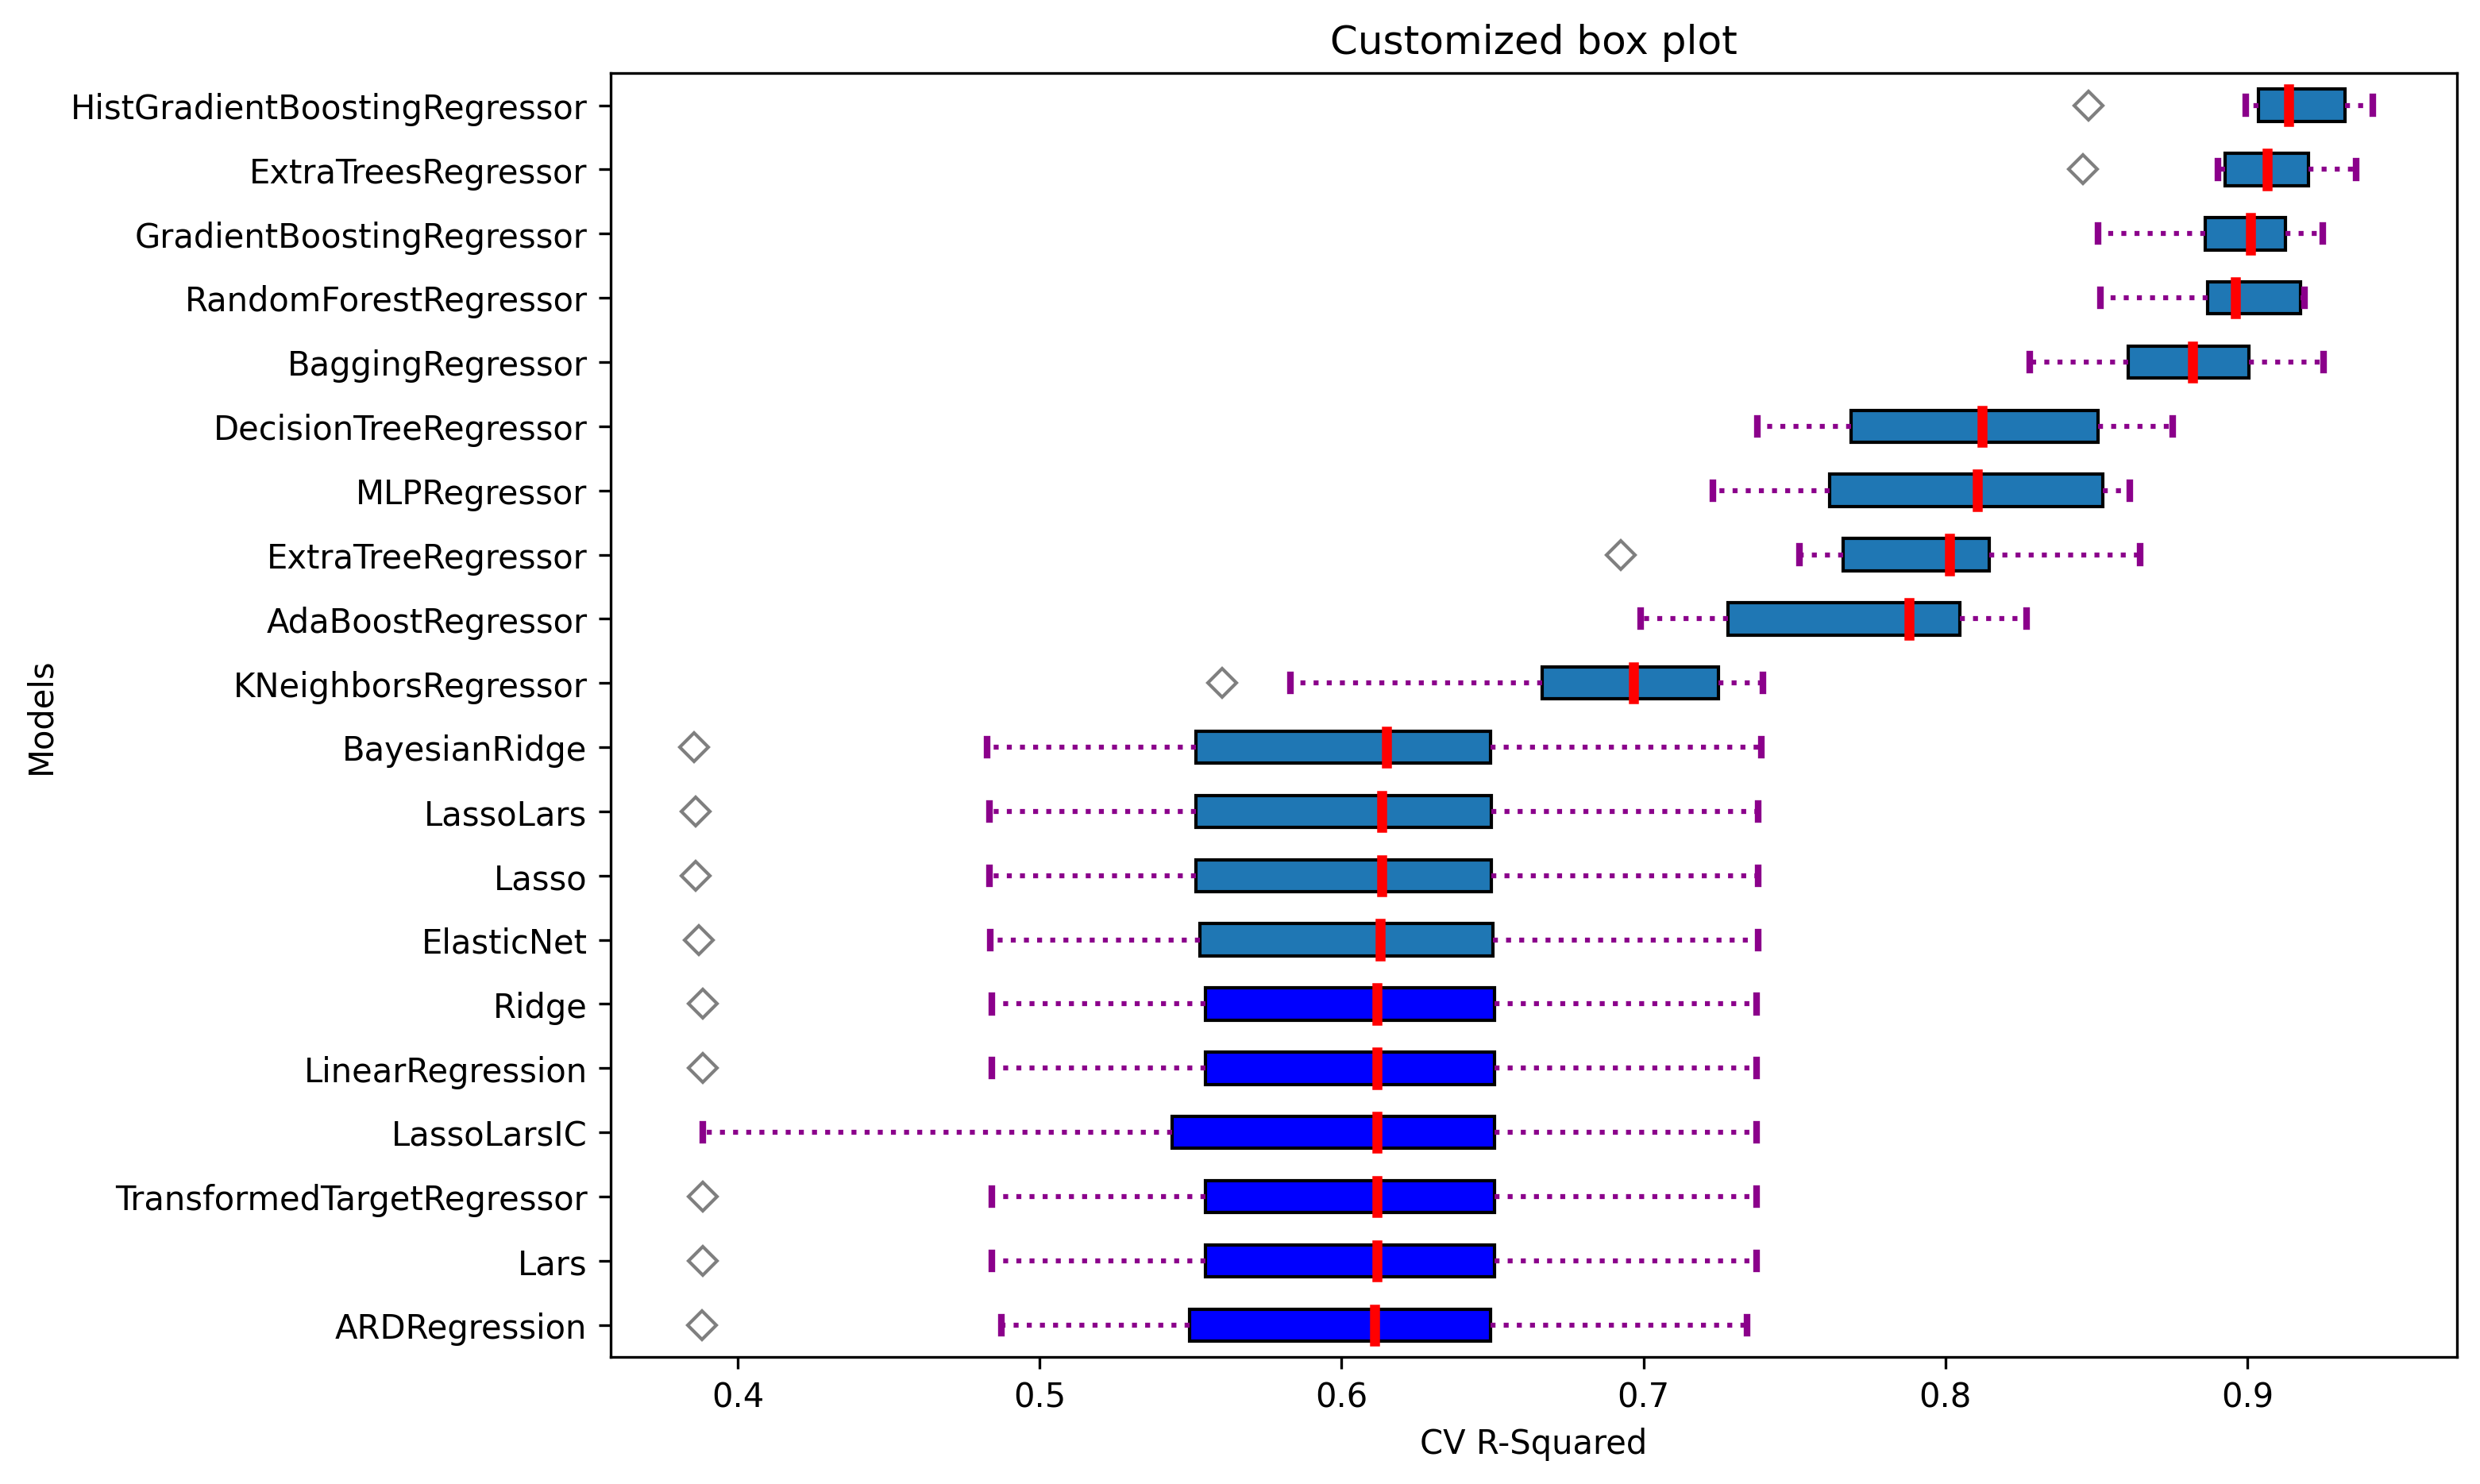 Customized box plot
HistGradientBoostingRegressor
ExtraTreesRegressor
GradientBoostingRegressor
RandomForestRegressor
BaggingRegressor
DecisionTreeRegressor
MLPRegressor
ExtraTreeRegressor
AdaBoostRegressor
KNeighborsRegressor
BayesianRidge
LassoLars
Lasso
ElasticNet
Ridge
LinearRegression
LassoLarsIC
TransformedTargetRegressor
Lars
ARDRegression
Models
0.4 0.5 0.6 0.7 0.8 0.9
CV R-Squared